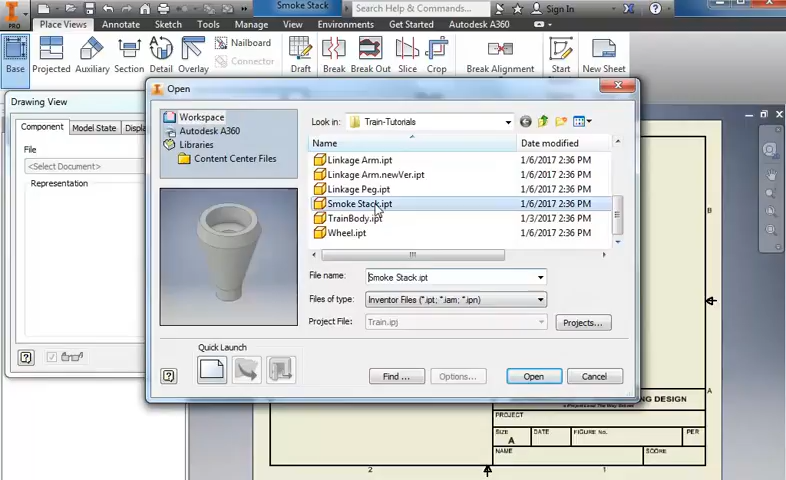 PRO
Smoke Stack
Search Help & Commands...
Sign In
Place Views
Annotate
Sketch
Tools
Manage
View
Environments
Get Started
Autodesk A360
Base
Projected
Auxiliary
Section
Detail
Overlay
Nailboard
Connector
Draft
Break
Break Out
Slice
Crop
Break Alignment
Start
New Sheet
Drawing View
Component
Model State
File
<Select Document>
Representation
Open
Workspace
Autodesk A360
Libraries
Content Center Files
Look in:
Train-Tutorials
Name
Date modified
Linkage Arm.ipt
1/6/2017 2:36 PM
Linkage Arm.newVer.ipt
1/6/2017 2:36 PM
Linkage Peg.ipt
1/6/2017 2:36 PM
Smoke Stack.ipt
1/6/2017 2:36 PM
TrainBody.ipt
1/3/2017 2:36 PM
Wheel.ipt
1/6/2017 2:36 PM
File name:
Smoke Stack.ipt
Files of type:
Inventor Files (*.ipt; *.iam; *.ipn)
Project File:
Train.ipj
Projects...
Quick Launch
Find ...
Options...
Open
Cancel
B
A
DESIGN
PROJECT
SIZE
A
DATE
FIGURE No.
PER
NAME
SCORE
2
1